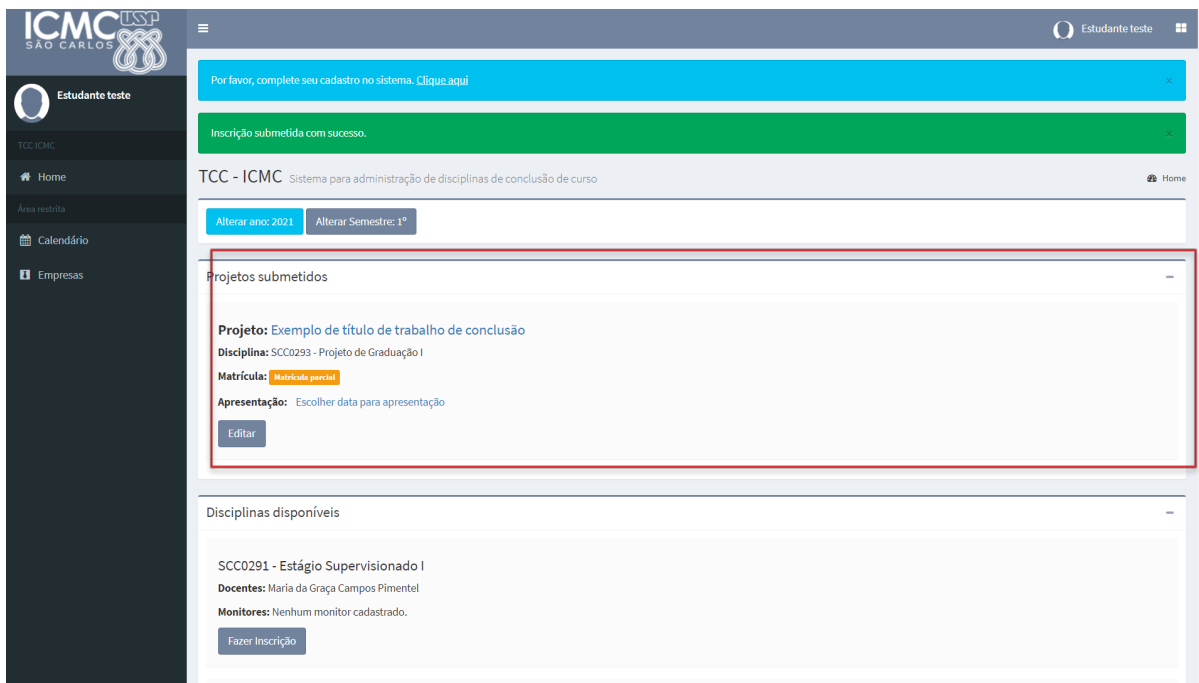 ICMC USP
SÃO CARLOS
Estudante teste
Estudante teste
TCC ICMC
Home
Área restrita
Calendário
Empresas
Por favor, complete seu cadastro no sistema. Clique aqui
×
Inscrição submetida com sucesso.
×
TCC - ICMC Sistema para administração de disciplinas de conclusão de curso
Home
Alterar ano: 2021 Alterar Semestre: 1º
Projetos submetidos
Projeto: Exemplo de título de trabalho de conclusão
Disciplina: SCC0293 - Projeto de Graduação I
Matrícula: Matrícula parcial
Apresentação: Escolher data para apresentação
Editar
Disciplinas disponíveis
SCC0291 - Estágio Supervisionado I
Docentes: Maria da Graça Campos Pimentel
Monitores: Nenhum monitor cadastrado.
Fazer Inscrição